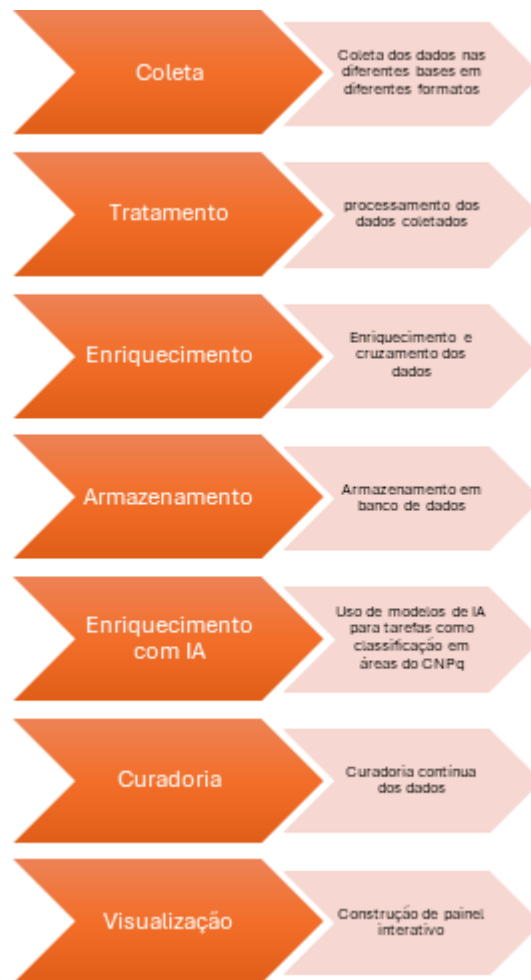 Coleta
Coleta dos dados nas
diferentes bases em
diferentes formatos
Tratamento
processamento dos
dados coletados
Enriquecimento
Enriquecimento e
cruzamento dos
dados
Armazenamento
Armazenamento em
banco de dados
Enriquecimento
com IA
Uso de modelos de IA
para tarefas como
classificação em
áreas do CNPq
Curadoria
Curadoria continua
dos dados
Visualização
Construção de painel
interativo